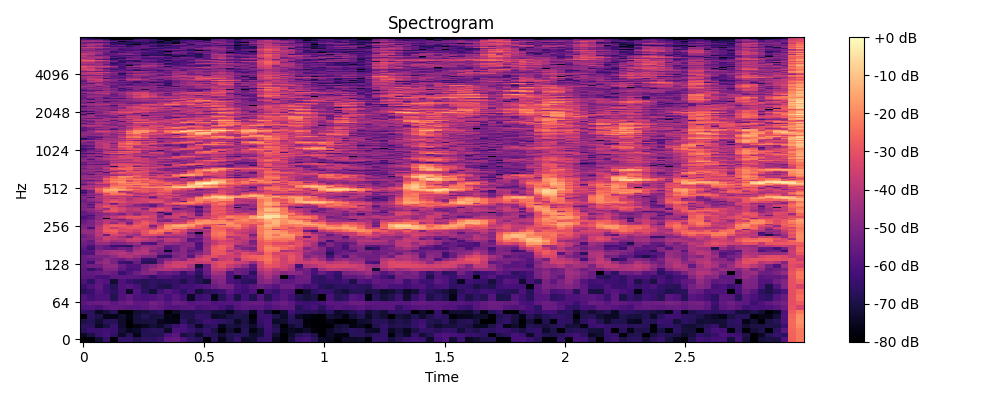 Spectrogram
Hz
4096
2048
1024
512
256
128
64
0
0
0.5
1
1.5
2
2.5
Time
+0 dB
-10 dB
-20 dB
-30 dB
-40 dB
-50 dB
-60 dB
-70 dB
-80 dB